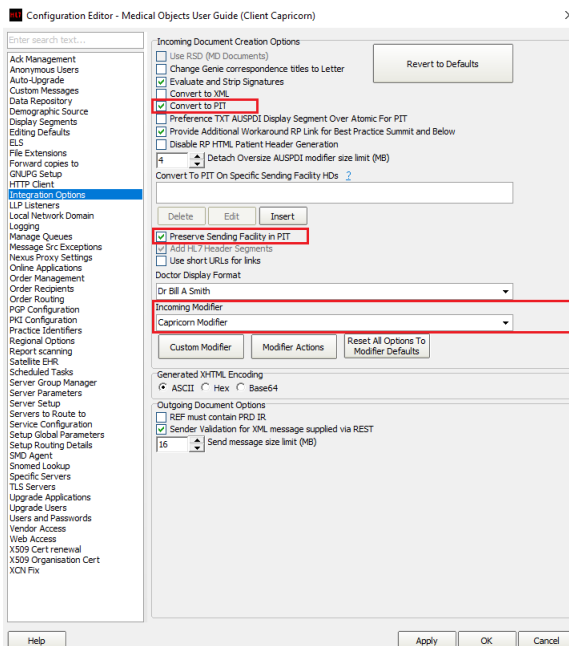 Configuration Editor - Medical Objects User Guide (Client Capricorn)
Enter search text...
Ack Management
Anonymous Users
Auto-Upgrade
Custom Messages
Data Repository
Demographic Source
Display Segments
Editing Defaults
ELS
File Extensions
Forward copies to
GNUPG Setup
HTTP Client
Integration Options
LLP Listeners
Local Network Domain
Logging
Manage Queues
Message Src Exceptions
Nexus Proxy Settings
Online Applications
Order Management
Order Recipients
Order Routing
PGP Configuration
PKI Configuration
Practice Identifiers
Regional Options
Report scanning
Satellite EHR
Scheduled Tasks
Server Group Manager
Server Parameters
Server Setup
Servers to Route to
Service Configuration
Setup Global Parameters
Setup Routing Details
SMD Agent
Snomed Lookup
Specific Servers
TLS Servers
Upgrade Applications
Upgrade Users
Users and Passwords
Vendor Access
Web Access
X509 Cert renewal
X509 Organisation Cert
XCN Fix
Incoming Document Creation Options
Use RSD (MD Documents)
Revert to Defaults
Change Genie correspondence titles to Letter
Evaluate and Strip Signatures
Convert to XML
Convert to PIT
Preference TXT AUSPDI Display Segment Over Atomic For PIT
Provide Additional Workaround RP Link for Best Practice Summit and Below
Disable RP HTML Patient Header Generation
4 Detach Oversize AUSPDI modifier size limit (MB)
Convert To PIT On Specific Sending Facility HDs ?
Delete Edit Insert
Preserve Sending Facility in PIT
Add HL7 Header Segments
Use short URLs for links
Doctor Display Format
Dr Bill A Smith
Incoming Modifier
Capricorn Modifier
Custom Modifier Modifier Actions Reset All Options To
Modifier Defaults
Generated XHTML Encoding
ASCII Hex Base64
Outgoing Document Options
REF must contain PRD IR
Sender Validation for XML message supplied via REST
16 Send message size limit (MB)
Help Apply OK Cancel